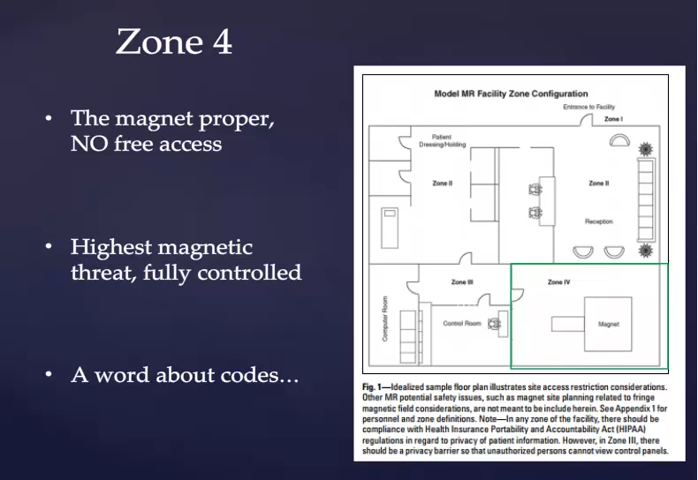 Zone 4
• The magnet proper,
NO free access
• Highest magnetic
threat, fully controlled
• A word about codes…
Model MR Facility Zone Configuration
Entrance to Facility
Zone I
Patient
Dressing/Holding
Zone II
Zone II
Reception
Zone III
Zone IV
Computer Room
Control Room
Magnet
Fig. 1—Idealized sample floor plan illustrates site access restriction considerations.
Other MR potential safety issues, such as magnet site planning related to fringe
magnetic field considerations, are not meant to be include herein. See Appendix 1 for
personnel and zone definitions. Note—In any zone of the facility, there should be
compliance with Health Insurance Portability and Accountability Act (HIPAA)
regulations in regard to privacy of patient information. However, in Zone III, there
should be a privacy barrier so that unauthorized persons cannot view control panels.